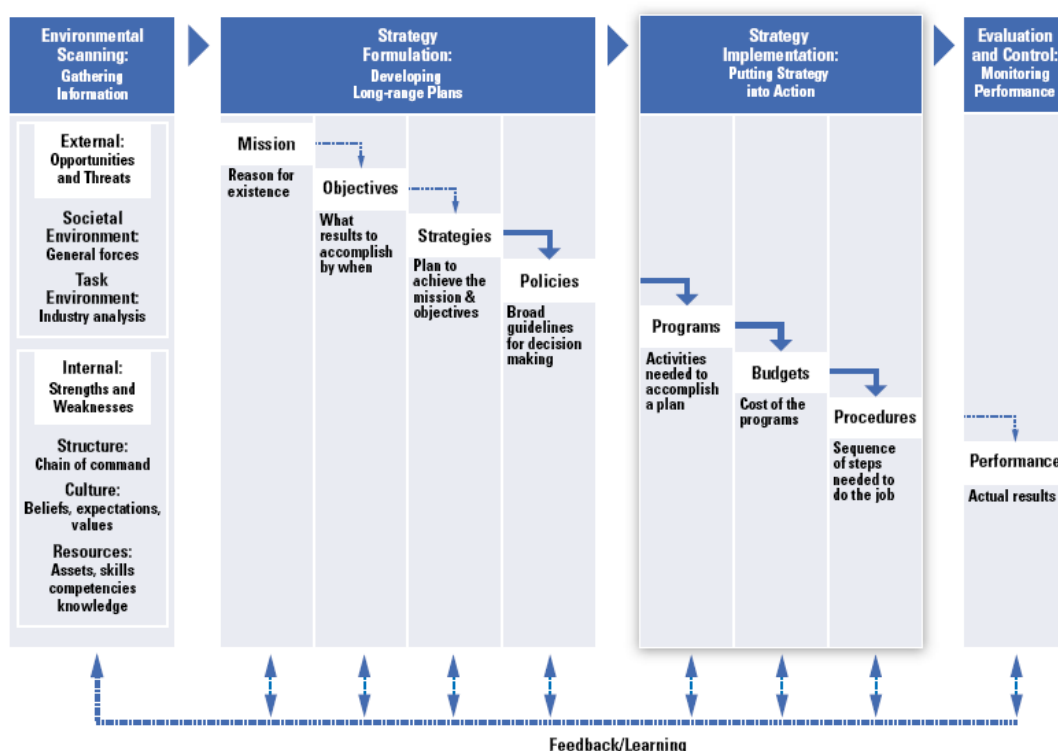 Environmental
Scanning:
Gathering
Information
Strategy
Formulation:
Developing
Long-range Plans
Strategy
Implementation:
Putting Strategy
into Action
Evaluation
and Control:
Monitoring
Performance
External:
Opportunities
and Threats
Societal
Environment:
General forces
Task
Environment:
Industry analysis
Internal:
Strengths and
Weaknesses
Structure:
Chain of command
Culture:
Beliefs, expectations,
values
Resources:
Assets, skills
competencies
knowledge
Mission
Reason for
existence
Objectives
What
results to
accomplish
by when
Strategies
Plan to
achieve the
mission &
objectives
Policies
Broad
guidelines
for decision
making
Programs
Activities
needed to
accomplish
a plan
Budgets
Cost of the
programs
Procedures
Sequence
of steps
needed to
do the job
Performance
Actual results
Feedback/Learning